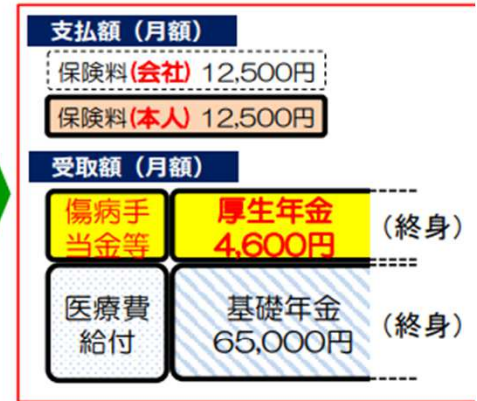 支払額（月額）
保険料(会社) 12,500円
保険料(本人) 12,500円
受取額（月額）
傷病手
当金等
厚生年金
4,600円
（終身）
医療費
給付
基礎年金
65,000円
（終身）